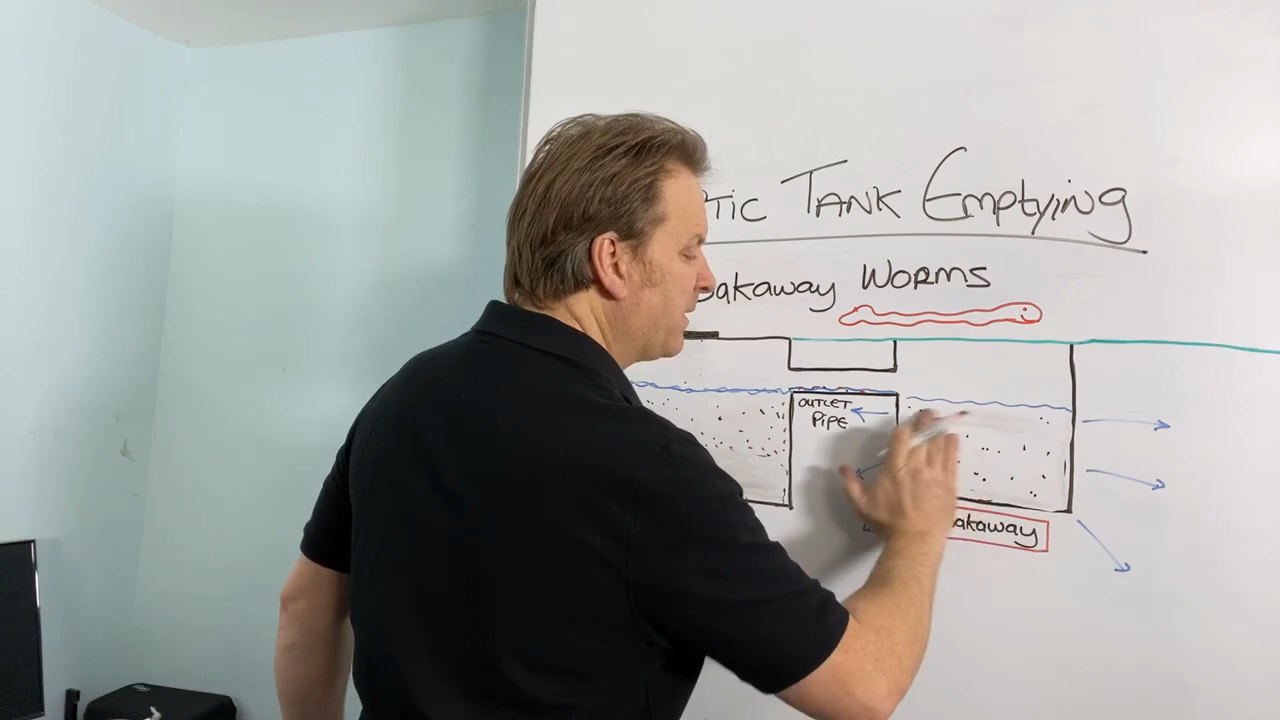 TIC TANK EMptying
akaway WORMS
OUTLET
PIPE
akaway